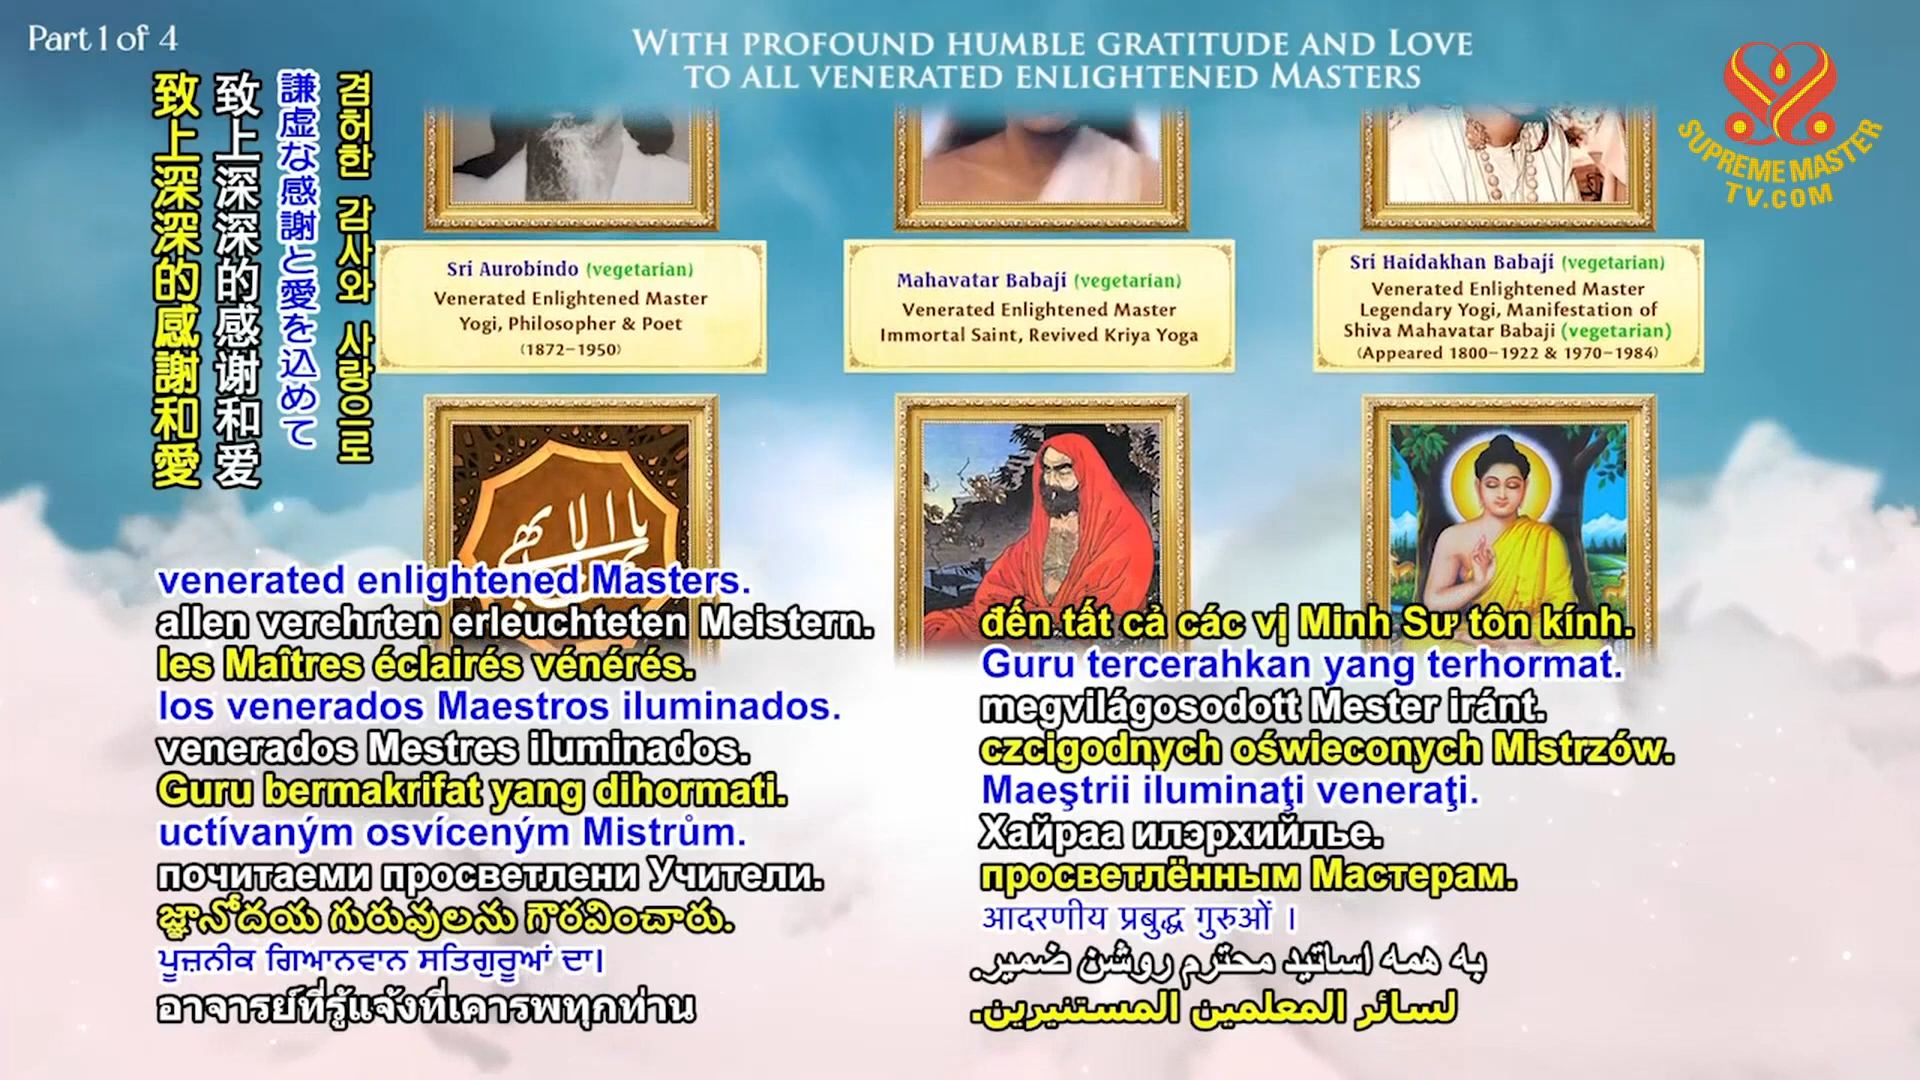 Part 1 of 4
WITH PROFOUND HUMBLE GRATITUDE AND LOVE
TO ALL VENERATED ENLIGHTENED MASTERS
SUPREME MASTER
TV.COM
겸허한 감사와 사랑으로
謙虚な感謝と愛を込めて
致上深深的感谢和爱
致上深深的感謝和愛
Sri Aurobindo (vegetarian)
Venerated Enlightened Master
Yogi, Philosopher & Poet
(1872–1950)
Mahavatar Babaji (vegetarian)
Venerated Enlightened Master
Immortal Saint, Revived Kriya Yoga
Sri Haidakhan Babaji (vegetarian)
Venerated Enlightened Master
Legendary Yogi, Manifestation of
Shiva Mahavatar Babaji (vegetarian)
(Appeared 1800–1922 & 1970–1984)
venerated enlightened Masters.
allen verehrten erleuchteten Meistern.
les Maîtres éclairés vénérés.
los venerados Maestros iluminados.
venerados Mestres iluminados.
Guru bermakrifat yang dihormati.
uctívaným osvíceným Mistrům.
почитаеми просветлени Учители.
జ్ఞానోదయ గురువులను గౌరవించారు.
ਪੂਜਨੀਕ ਗਿਆਨਵਾਨ ਸਤਿਗੁਰੂਆਂ ਦਾ।
อาจารย์ที่รู้แจ้งที่เคารพทุกท่าน
đến tất cả các vị Minh Sư tôn kính.
Guru tercerahkan yang terhormat.
megvilágosodott Mester iránt.
czcigodnych oświeconych Mistrzów.
Maeştrii iluminaţi veneraţi.
Хайраа илэрхийлье.
просветлённым Мастерам.
आदरणीय प्रबुद्ध गुरुओं ।
به همه اساتید محترم روشن ضمیر.
لسائر المعلمين المستنيرين.